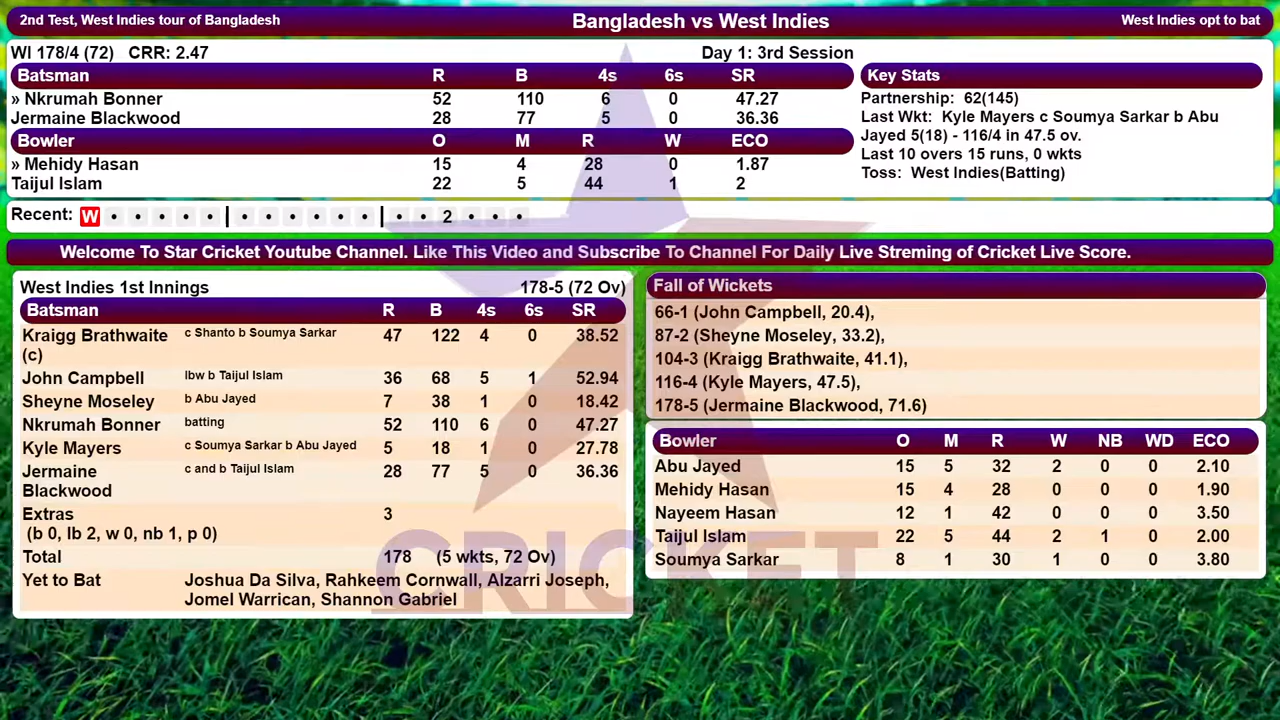 2nd Test, West Indies tour of Bangladesh Bangladesh vs West Indies West Indies opt to bat
WI 178/4 (72) CRR: 2.47 Day 1: 3rd Session
Batsman R B 4s 6s SR
» Nkrumah Bonner 52 110 6 0 47.27
Jermaine Blackwood 28 77 5 0 36.36
Bowler O M R W ECO
» Mehidy Hasan 15 4 28 0 1.87
Taijul Islam 22 5 44 1 2
Key Stats
Partnership: 62(145)
Last Wkt: Kyle Mayers c Soumya Sarkar b Abu
Jayed 5(18) - 116/4 in 47.5 ov.
Last 10 overs 15 runs, 0 wkts
Toss: West Indies(Batting)
Recent: W • • • • • | • • • • • • | • • 2 • • •
Welcome To Star Cricket Youtube Channel. Like This Video and Subscribe To Channel For Daily Live Streming of Cricket Live Score.
West Indies 1st Innings 178-5 (72 Ov)
Batsman R B 4s 6s SR
Kraigg Brathwaite c Shanto b Soumya Sarkar 47 122 4 0 38.52
(c)
John Campbell lbw b Taijul Islam 36 68 5 1 52.94
Sheyne Moseley b Abu Jayed 7 38 1 0 18.42
Nkrumah Bonner batting 52 110 6 0 47.27
Kyle Mayers c Soumya Sarkar b Abu Jayed 5 18 1 0 27.78
Jermaine c and b Taijul Islam 28 77 5 0 36.36
Blackwood
Extras 3
(b 0, lb 2, w 0, nb 1, p 0)
Total 178 (5 wkts, 72 Ov)
Yet to Bat Joshua Da Silva, Rahkeem Cornwall, Alzarri Joseph,
Jomel Warrican, Shannon Gabriel
Fall of Wickets
66-1 (John Campbell, 20.4),
87-2 (Sheyne Moseley, 33.2),
104-3 (Kraigg Brathwaite, 41.1),
116-4 (Kyle Mayers, 47.5),
178-5 (Jermaine Blackwood, 71.6)
Bowler O M R W NB WD ECO
Abu Jayed 15 5 32 2 0 0 2.10
Mehidy Hasan 15 4 28 0 0 0 1.90
Nayeem Hasan 12 1 42 0 0 0 3.50
Taijul Islam 22 5 44 2 1 0 2.00
Soumya Sarkar 8 1 30 1 0 0 3.80
CRICKET